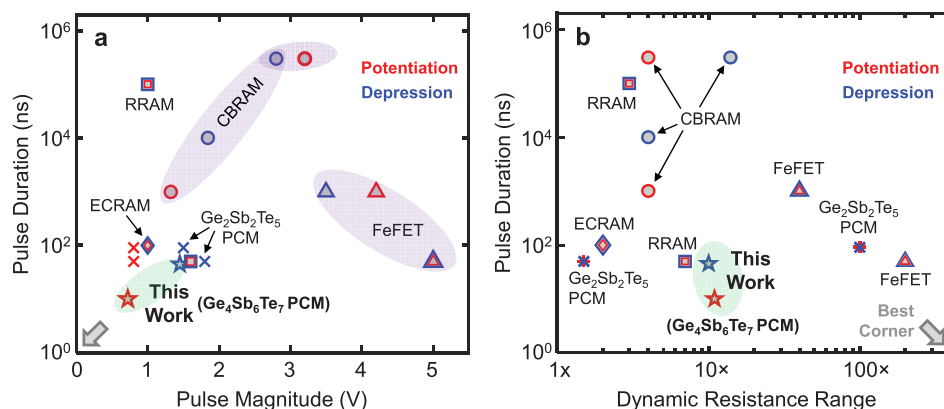 a
Potentiation
Depression
RRAM
CBRAM
ECRAM
Ge₂Sb₂Te₅
PCM
FeFET
This
Work
(Ge₄Sb₆Te₇ PCM)
10⁶
10⁴
10²
10⁰
Pulse Duration (ns)
0
1
2
3
4
5
Pulse Magnitude (V)
b
Potentiation
Depression
RRAM
CBRAM
FeFET
ECRAM
RRAM
Ge₂Sb₂Te₅
PCM
This
Work
Ge₂Sb₂Te₅
PCM
FeFET
(Ge₄Sb₆Te₇ PCM)
Best
Corner
10⁶
10⁴
10²
10⁰
Pulse Duration (ns)
1x
10×
100×
Dynamic Resistance Range